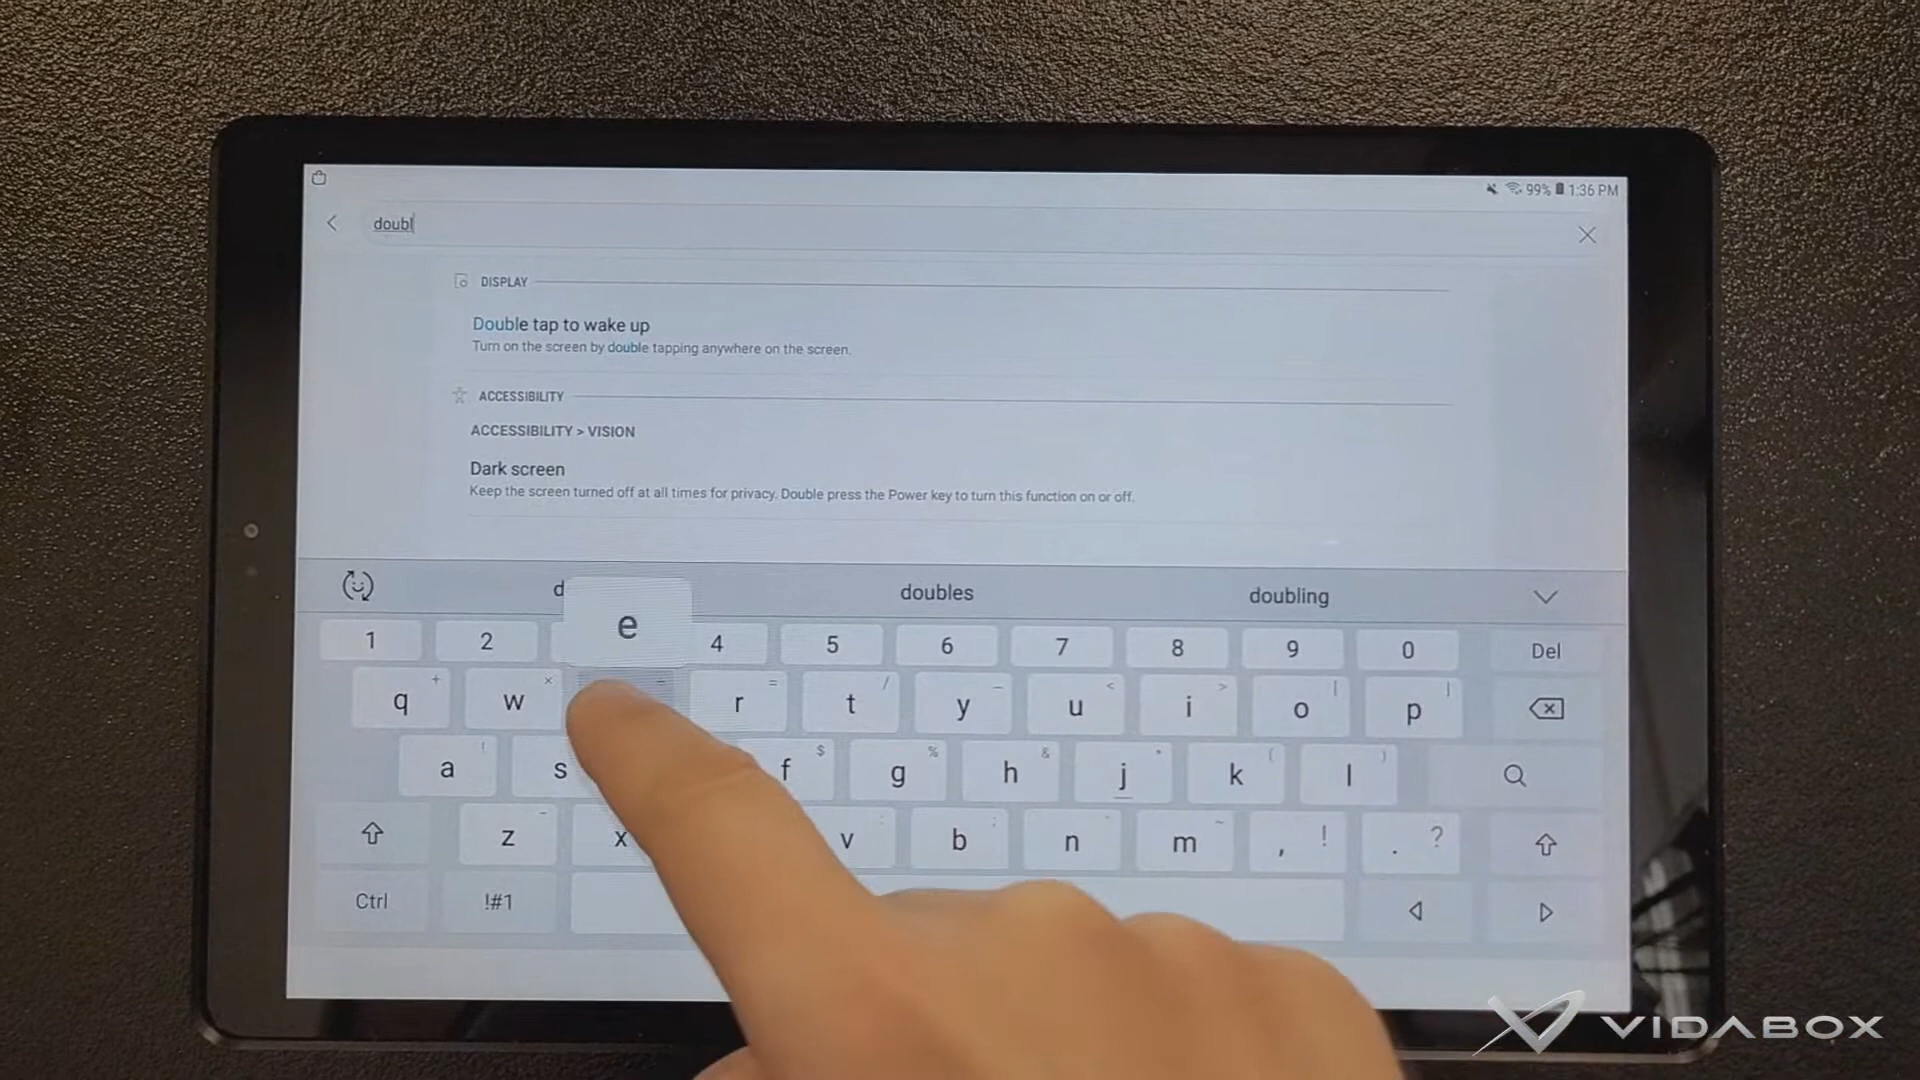 99% 1:36 PM
doubl
DISPLAY
Double tap to wake up
Turn on the screen by double tapping anywhere on the screen.
ACCESSIBILITY
ACCESSIBILITY > VISION
Dark screen
Keep the screen turned off at all times for privacy. Double press the Power key to turn this function on or off.
d doubles doubling
e
1 2 4 5 6 7 8 9 0 Del
q w r t y u i o p
a s f g h j k l
z x v b n m , ! . ?
Ctrl !#1
VIDABOX